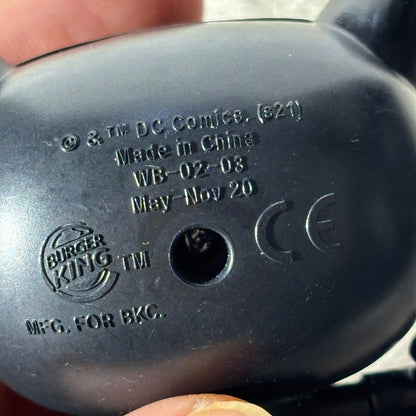 © & ™ DC Comics. (s21)
Made in China
WB-02-03
May-Nov 20
CE
BURGER
KING ™
MFG. FOR BKC.